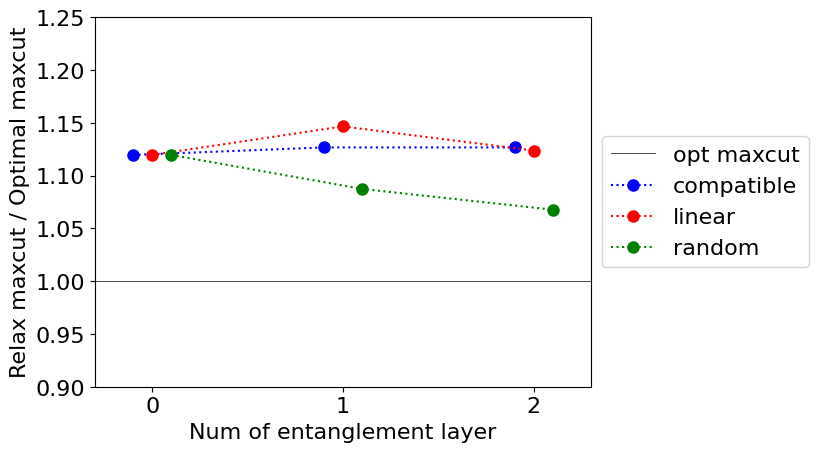 Relax maxcut / Optimal maxcut
1.25
1.20
1.15
1.10
1.05
1.00
0.95
0.90
0 1 2
Num of entanglement layer
opt maxcut
compatible
linear
random